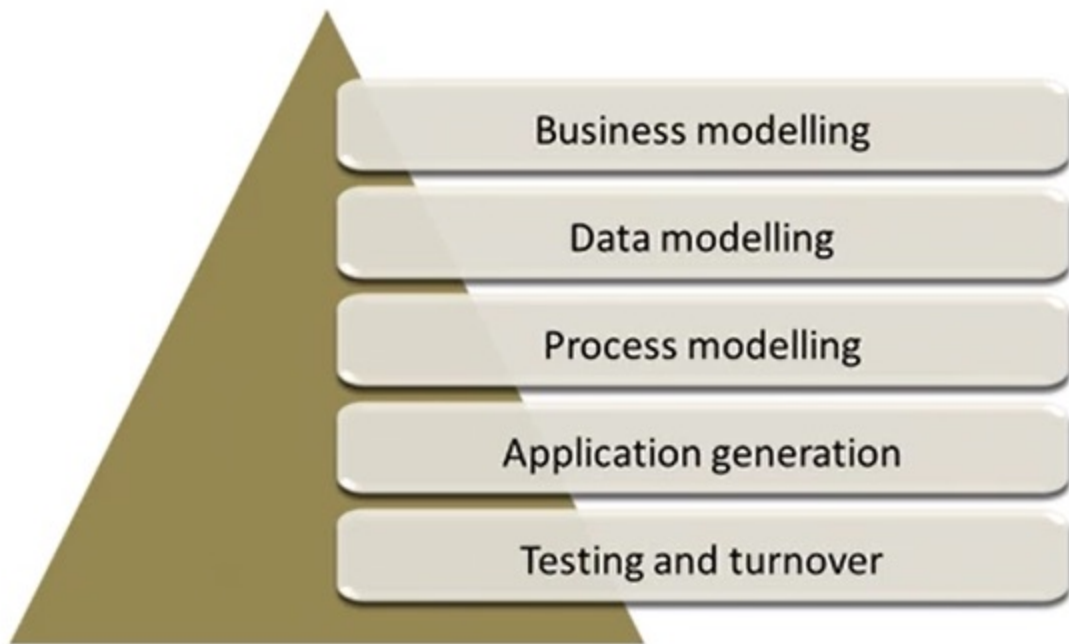 Business modelling
Data modelling
Process modelling
Application generation
Testing and turnover